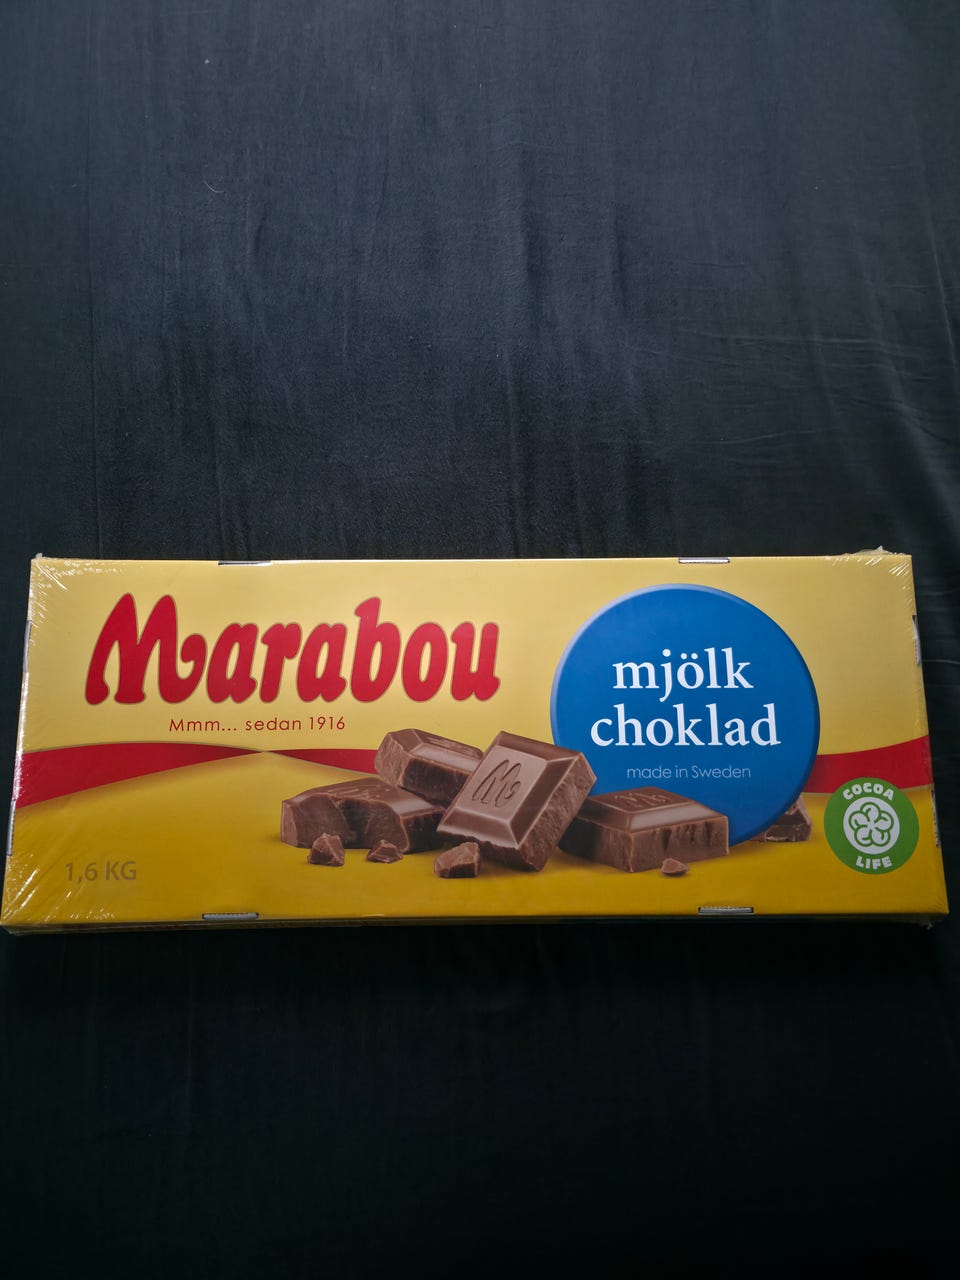 Marabou
Mmm... sedan 1916
mjölk
choklad
made in Sweden
1,6 KG
M
COCOA
LIFE